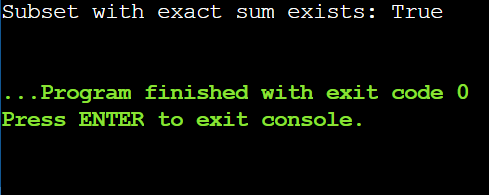 Subset with exact sum exists: True
...Program finished with exit code 0
Press ENTER to exit console.